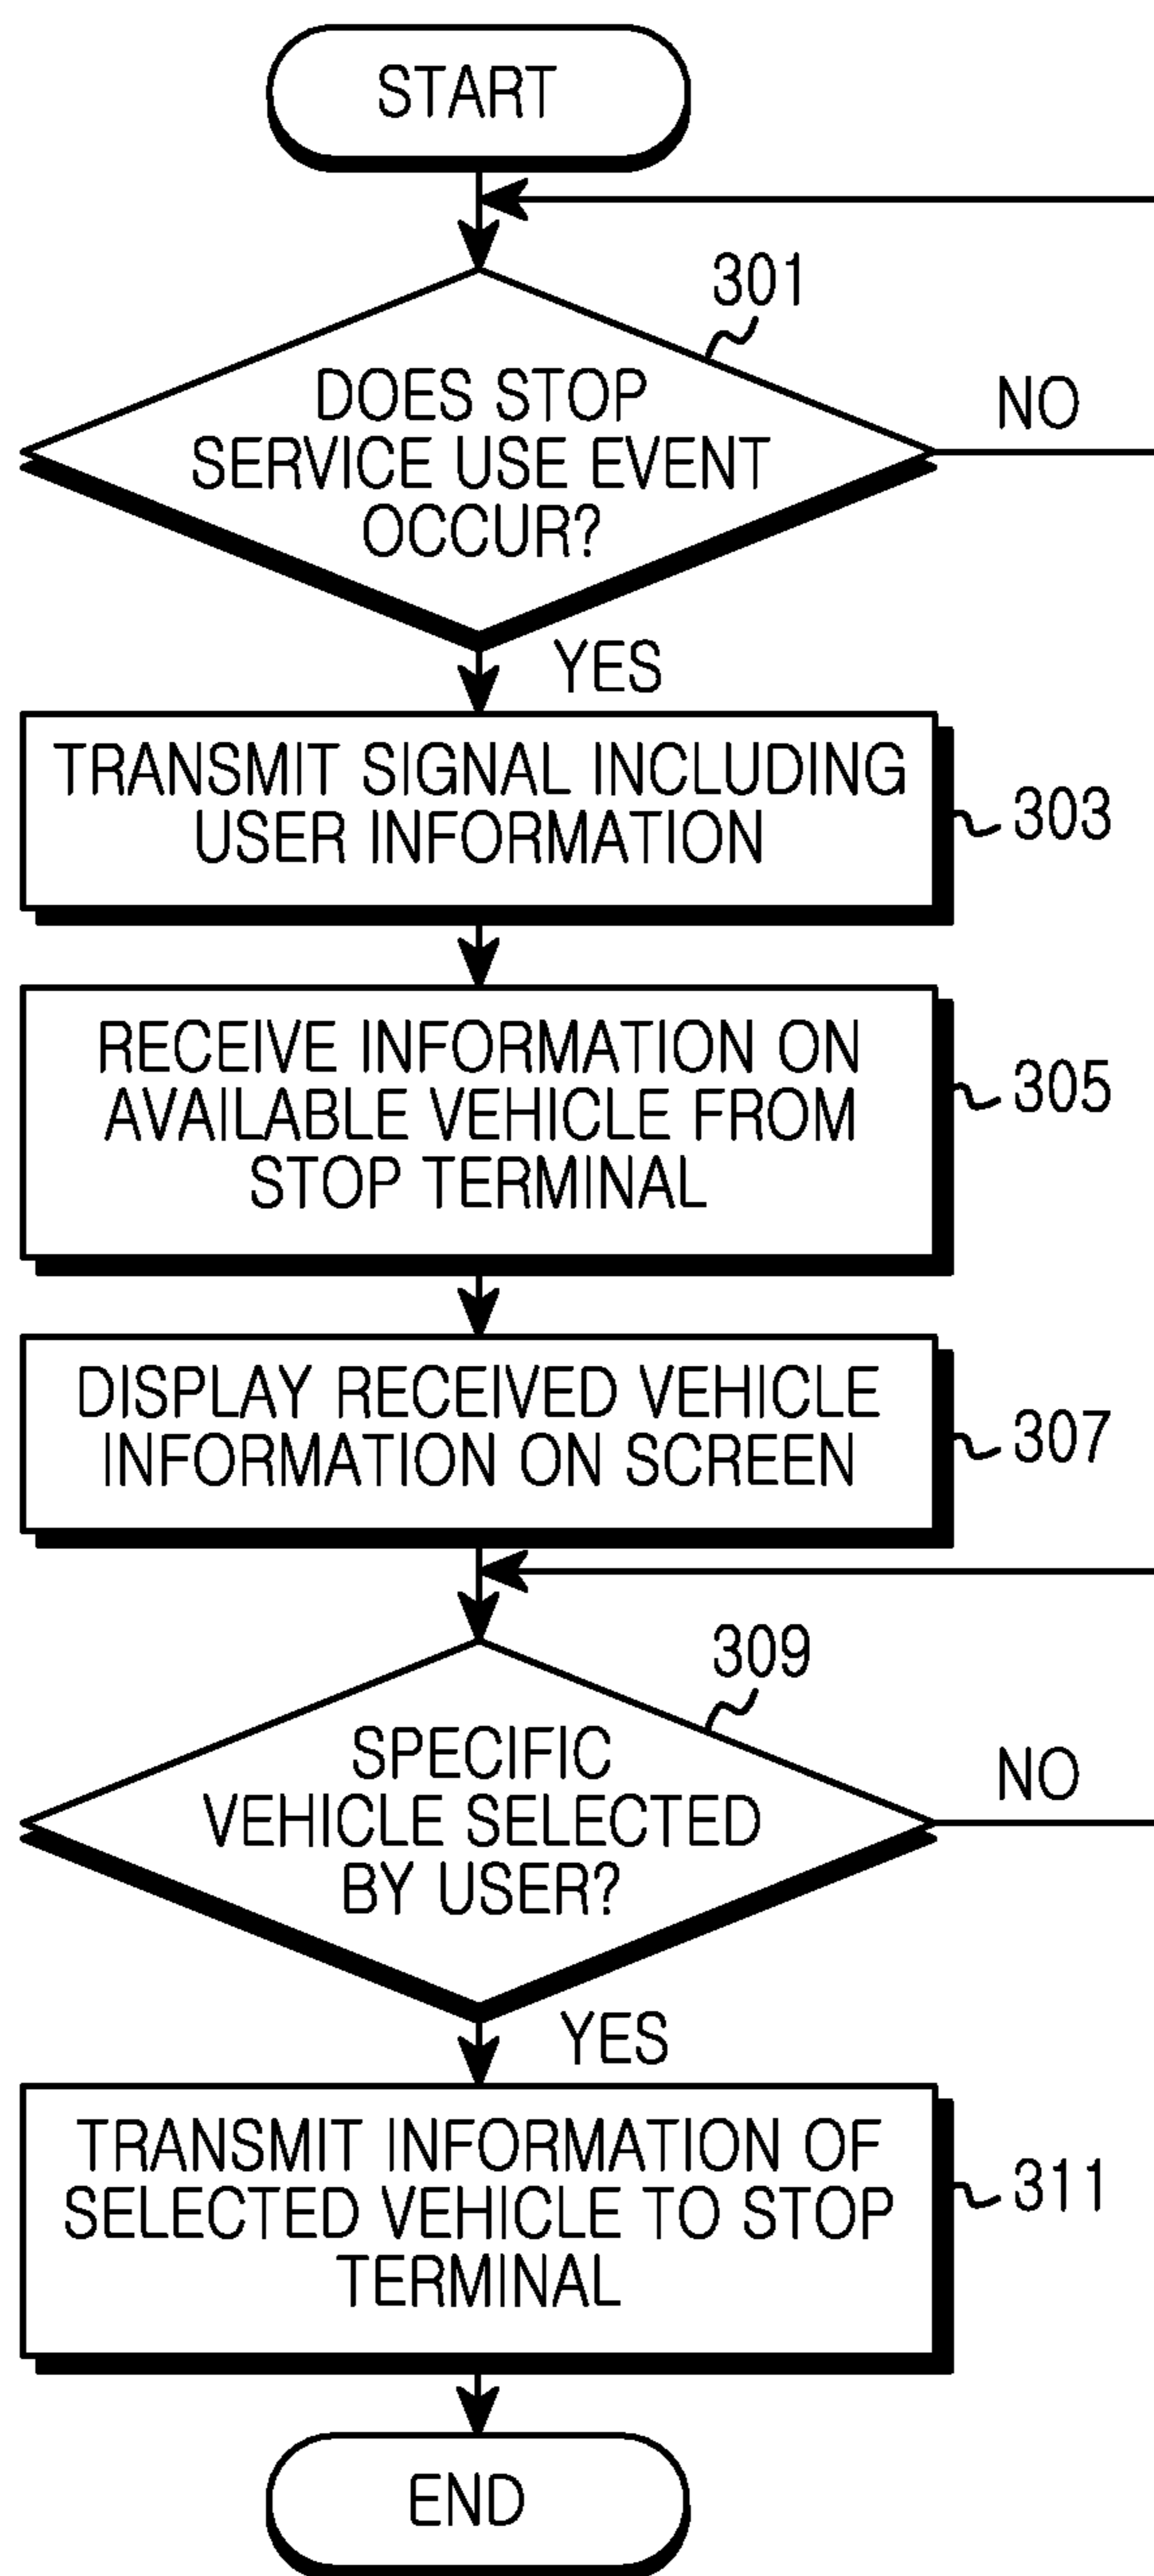 START
301
DOES STOP
SERVICE USE EVENT
OCCUR?
NO
YES
TRANSMIT SIGNAL INCLUDING
USER INFORMATION
303
RECEIVE INFORMATION ON
AVAILABLE VEHICLE FROM
STOP TERMINAL
305
DISPLAY RECEIVED VEHICLE
INFORMATION ON SCREEN
307
309
SPECIFIC
VEHICLE SELECTED
BY USER?
NO
YES
TRANSMIT INFORMATION OF
SELECTED VEHICLE TO STOP
TERMINAL
311
END